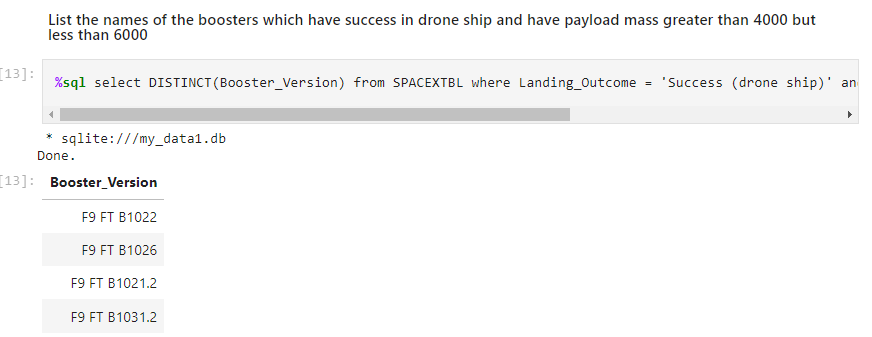 List the names of the boosters which have success in drone ship and have payload mass greater than 4000 but
less than 6000
[13]:
%sql select DISTINCT(Booster_Version) from SPACEXTBL where Landing_Outcome = 'Success (drone ship)' an
* sqlite:///my_data1.db
Done.
[13]:
Booster_Version
F9 FT B1022
F9 FT B1026
F9 FT B1021.2
F9 FT B1031.2